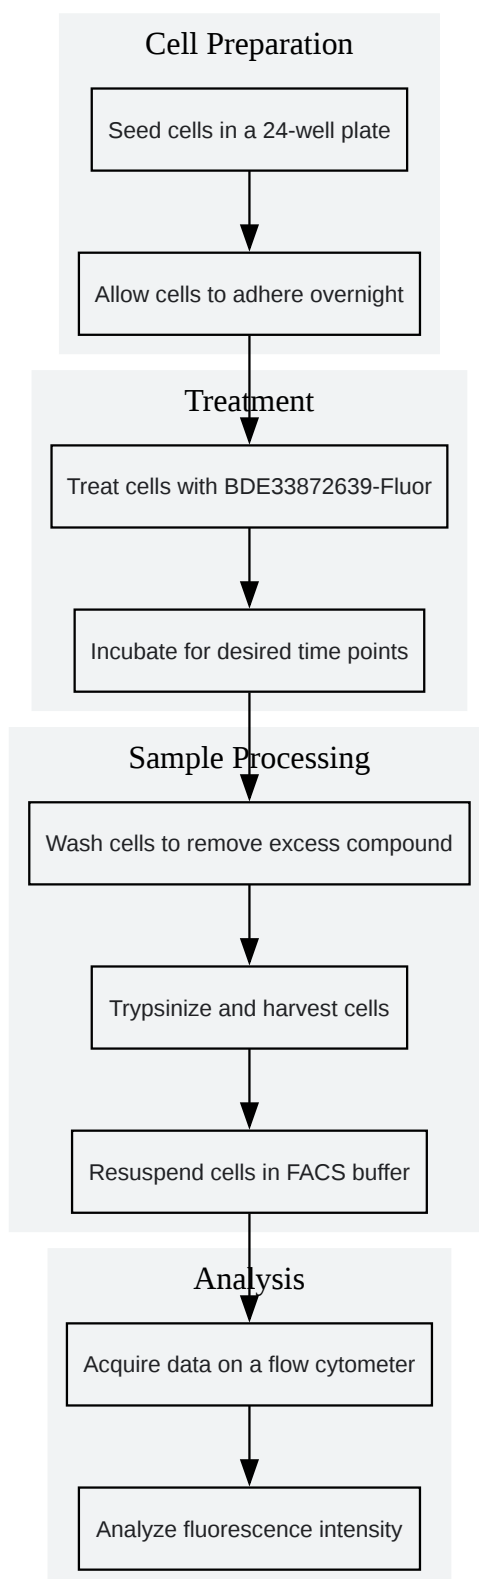 Cell Preparation
Seed cells in a 24-well plate
Allow cells to adhere overnight
Treatment
Treat cells with BDE33872639-Fluor
Incubate for desired time points
Sample Processing
Wash cells to remove excess compound
Trypsinize and harvest cells
Resuspend cells in FACS buffer
Analysis
Acquire data on a flow cytometer
Analyze fluorescence intensity